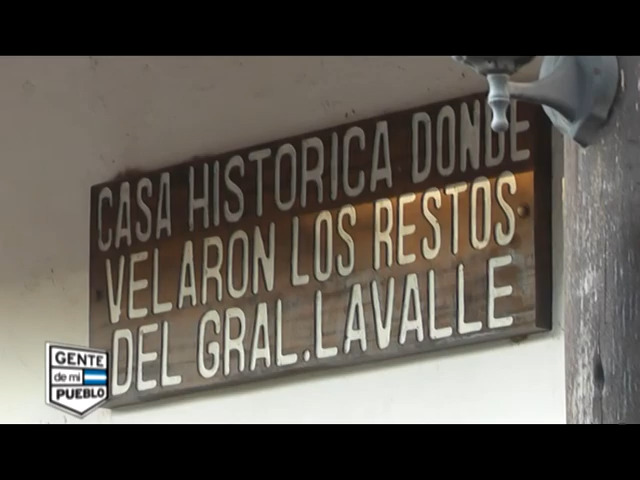 CASA HISTORICA DONDE
VELARON LOS RESTOS
DEL GRAL. LAVALLE
GENTE
de mi
PUEBLO